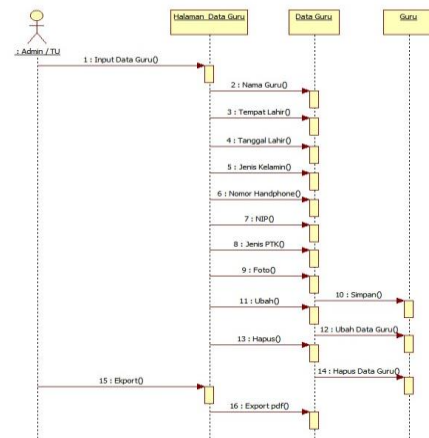 : Admin / TU
Halaman Data Guru
Data Guru
Guru
1 : Input Data Guru()
2 : Nama Guru()
3 : Tempat Lahir()
4 : Tanggal Lahir()
5 : Jenis Kelamin()
6 : Nomor Handphone()
7 : NIP()
8 : Jenis PTK()
9 : Foto()
10 : Simpan()
11 : Ubah()
12 : Ubah Data Guru()
13 : Hapus()
14 : Hapus Data Guru()
15 : Ekport()
16 : Export pdf()